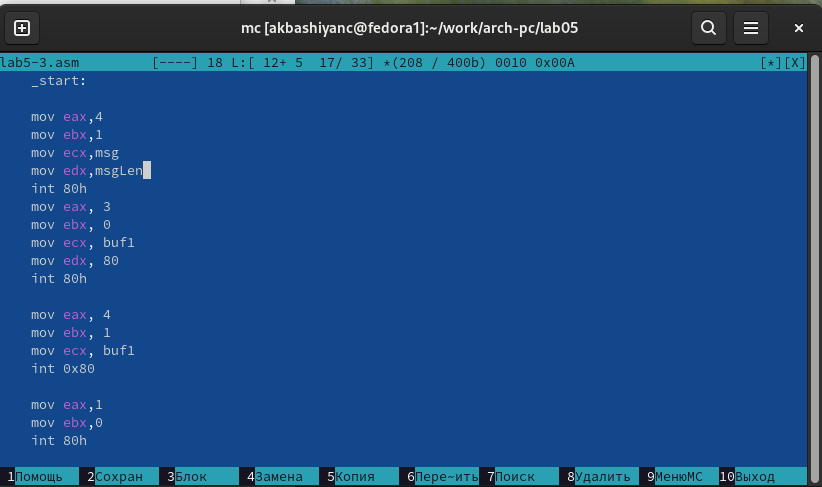 mc [akbashiyanc@fedora1]:~/work/arch-pc/lab05
lab5-3.asm [----] 18 L:[ 12+ 5 17/ 33] *(208 / 400b) 0010 0x00A [*][X]
_start:
mov eax,4
mov ebx,1
mov ecx,msg
mov edx,msgLen
int 80h
mov eax, 3
mov ebx, 0
mov ecx, buf1
mov edx, 80
int 80h
mov eax, 4
mov ebx, 1
mov ecx, buf1
int 0x80
mov eax,1
mov ebx,0
int 80h
1Помощь 2Сохран 3Блок 4Замена 5Копия 6Пере~ить 7Поиск 8Удалить 9МенюMC 10Выход